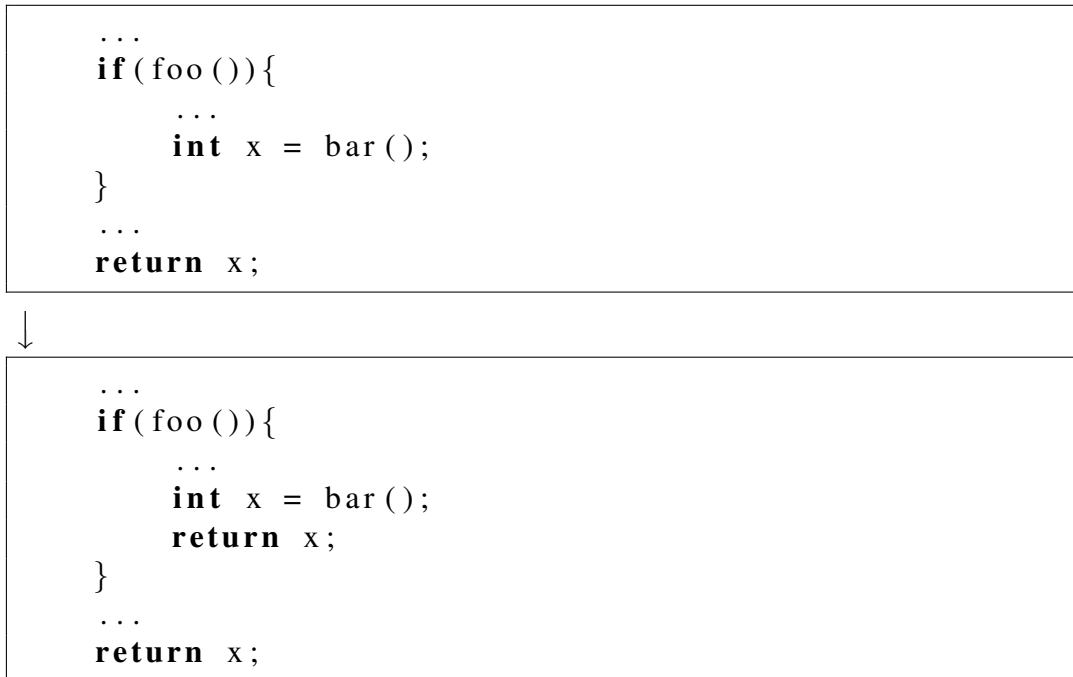 ...
if(foo()){
...
int x = bar();
}
...
return x;
↓
...
if(foo()){
...
int x = bar();
return x;
}
...
return x;